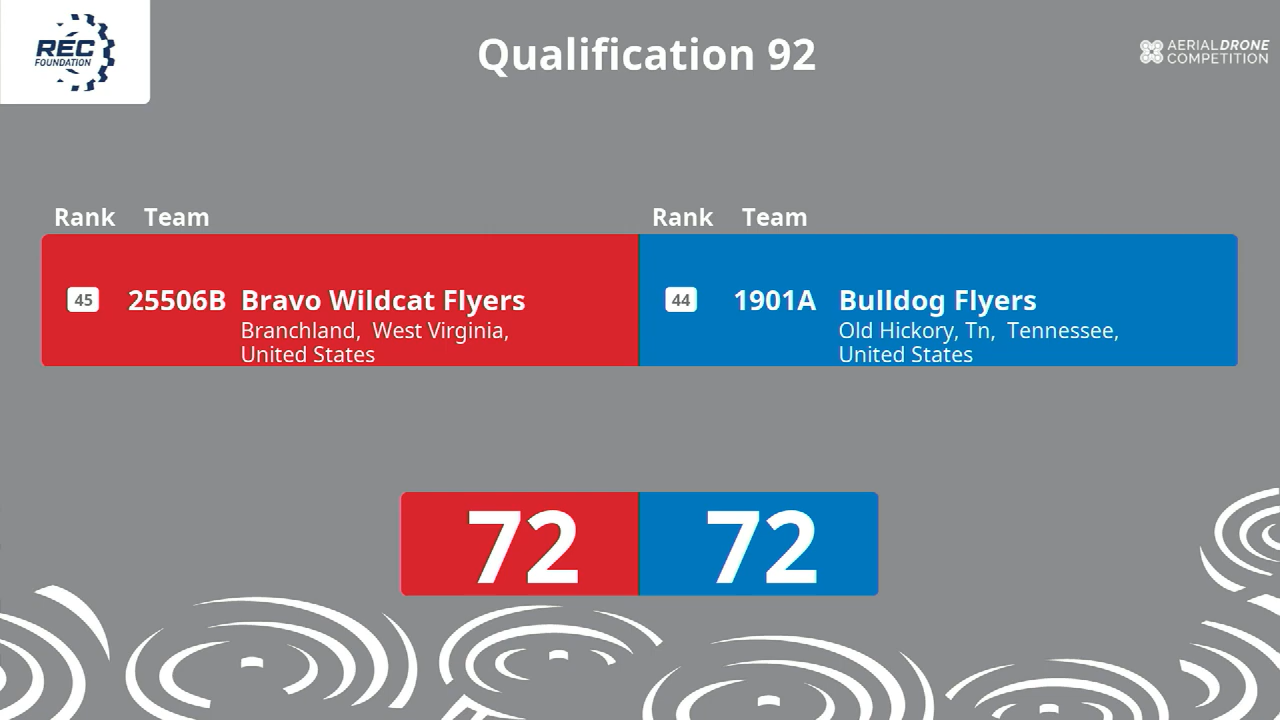 REC
FOUNDATION
Qualification 92
AERIALDRONE
COMPETITION
Rank Team
45 25506B Bravo Wildcat Flyers
Branchland, West Virginia,
United States
Rank Team
44 1901A Bulldog Flyers
Old Hickory, Tn, Tennessee,
United States
72 72